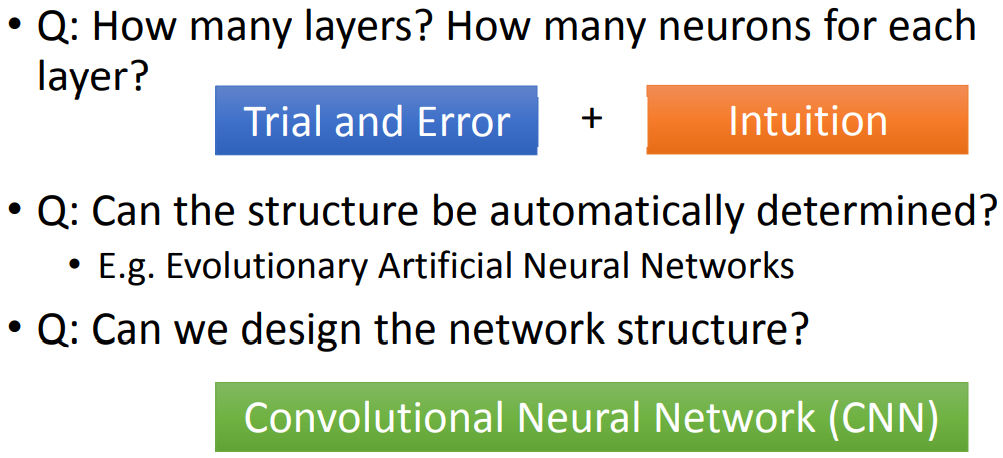 • Q: How many layers? How many neurons for each
layer?
Trial and Error + Intuition
• Q: Can the structure be automatically determined?
• E.g. Evolutionary Artificial Neural Networks
• Q: Can we design the network structure?
Convolutional Neural Network (CNN)